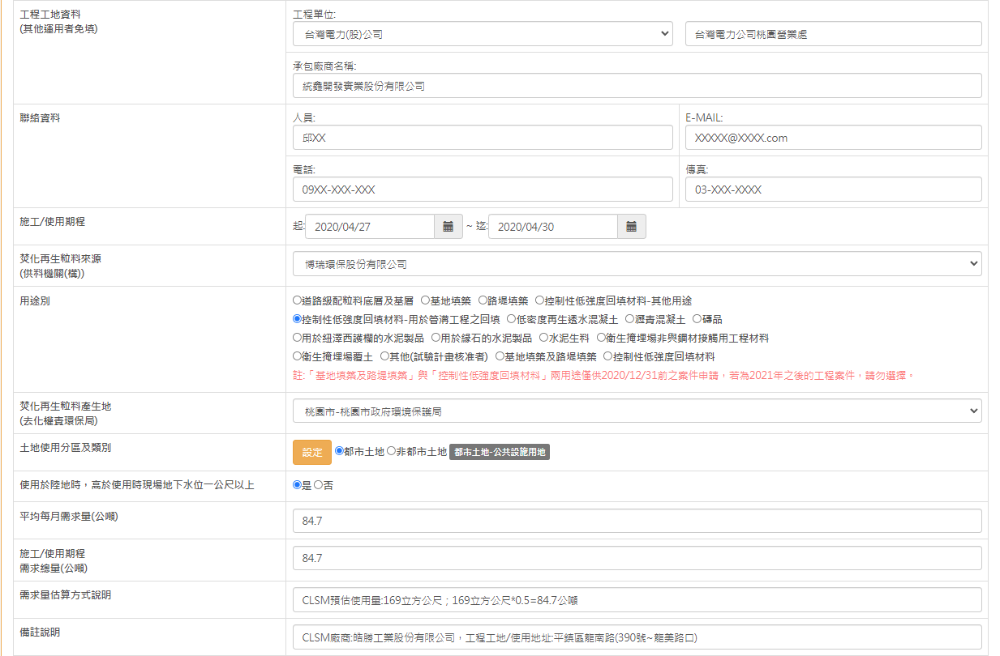 工程工地資料
(其他運用者免填)
工程單位:
台灣電力(股)公司
台灣電力公司桃園營業處
承包廠商名稱:
統鑫開發實業股份有限公司
聯絡資料
人員:
邱XX
E-MAIL:
XXXXX@XXXX.com
電話:
09XX-XXX-XXX
傳真:
03-XXX-XXXX
施工/使用期程
起: 2020/04/27 ~ 迄: 2020/04/30
焚化再生粒料來源
(供料機關(構))
博瑞環保股份有限公司
用途別
道路級配粒料底層及基層 基地填築 路堤填築 控制性低強度回填材料-其他用途
控制性低強度回填材料-用於管溝工程之回填 低密度再生透水混凝土 瀝青混凝土 磚品
用於紐澤西護欄的水泥製品 用於緣石的水泥製品 水泥生料 衛生掩埋場非與鋼材接觸用工程材料
衛生掩埋場覆土 其他(試驗計畫核准者) 基地填築及路堤填築 控制性低強度回填材料
註:「基地填築及路堤填築」與「控制性低強度回填材料」兩用途僅供2020/12/31前之案件申請，若為2021年之後的工程案件，請勿選擇。
焚化再生粒料產生地
(去化權責環保局)
桃園市-桃園市政府環境保護局
土地使用分區及類別
設定 都市土地 非都市土地 都市土地-公共設施用地
使用於陸地時，高於使用時現場地下水位一公尺以上
是 否
平均每月需求量(公噸)
84.7
施工/使用期程
需求總量(公噸)
84.7
需求量估算方式說明
CLSM預估使用量:169立方公尺；169立方公尺*0.5=84.7公噸
備註說明
CLSM廠商:皓勝工業股份有限公司，工程工地/使用地址:平鎮區龍南路(390號~龍美路口)